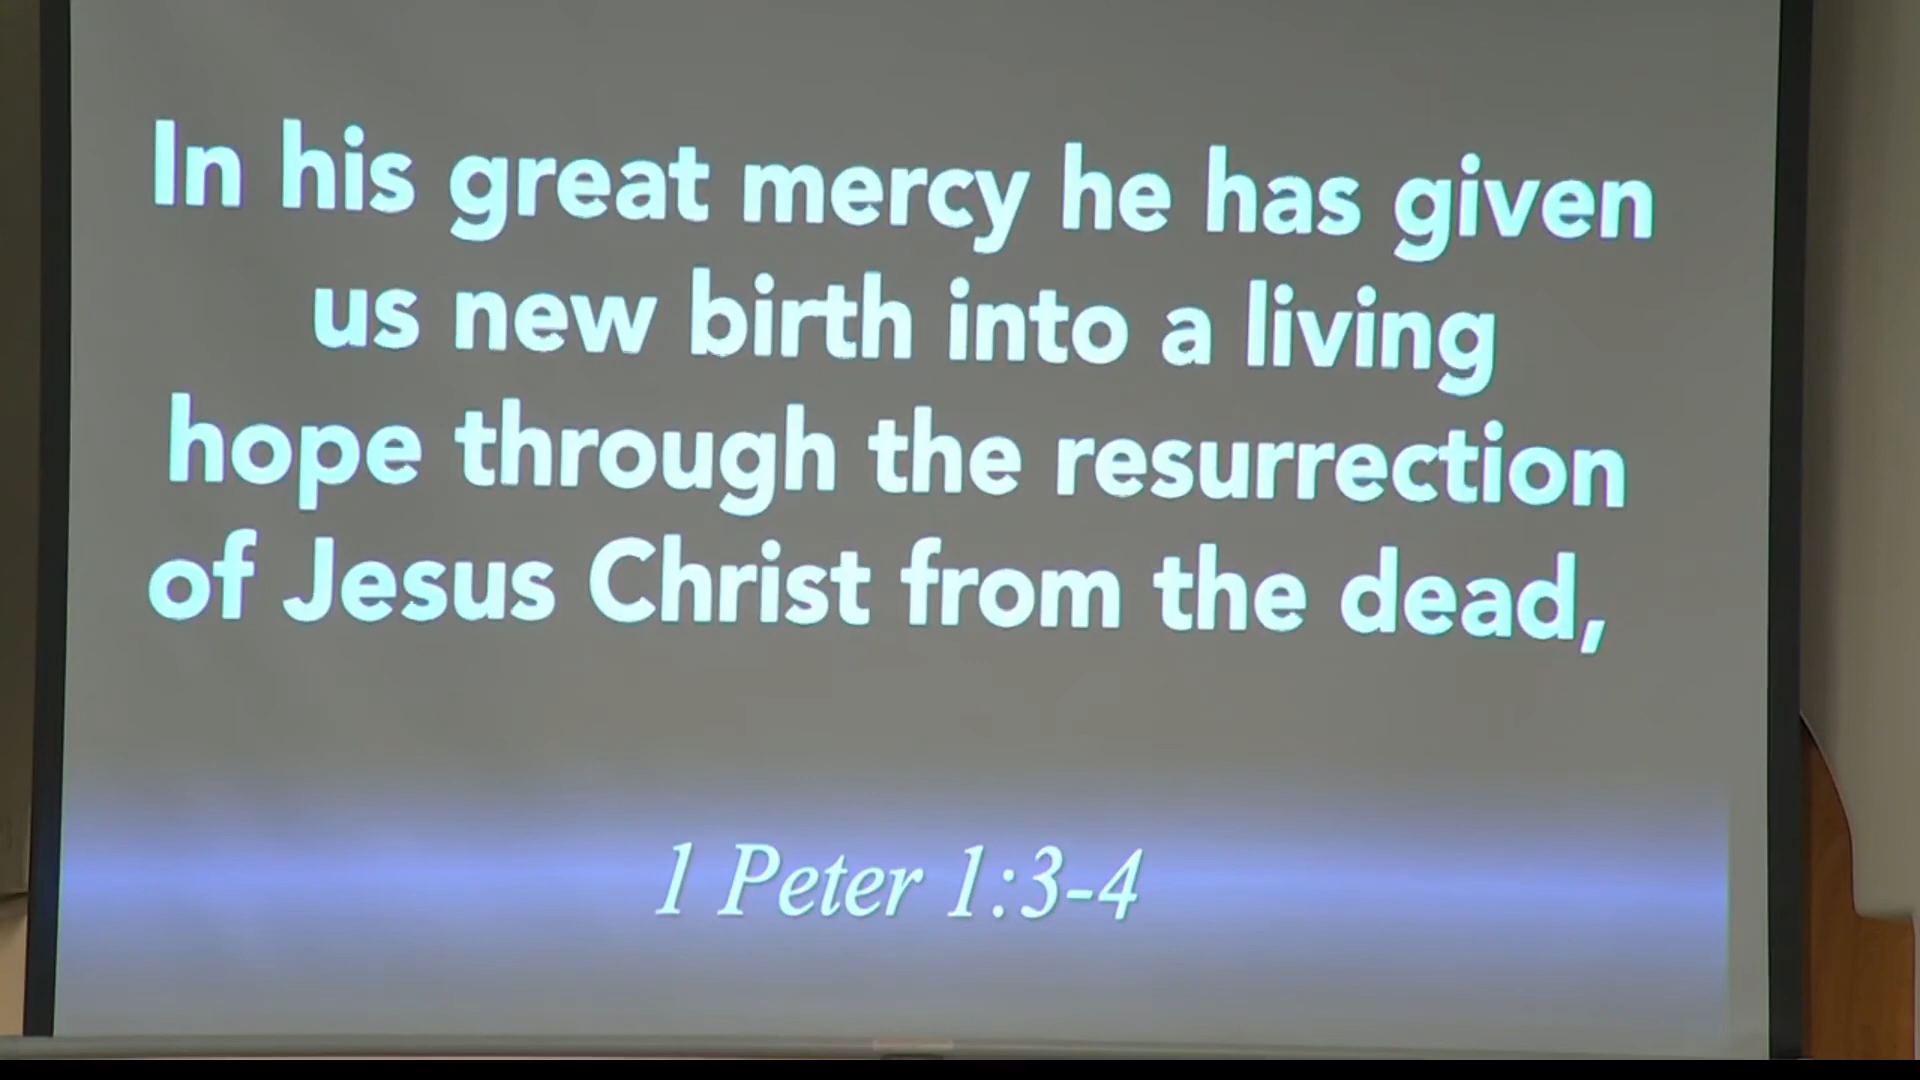 In his great mercy he has given
us new birth into a living
hope through the resurrection
of Jesus Christ from the dead,
1 Peter 1:3-4